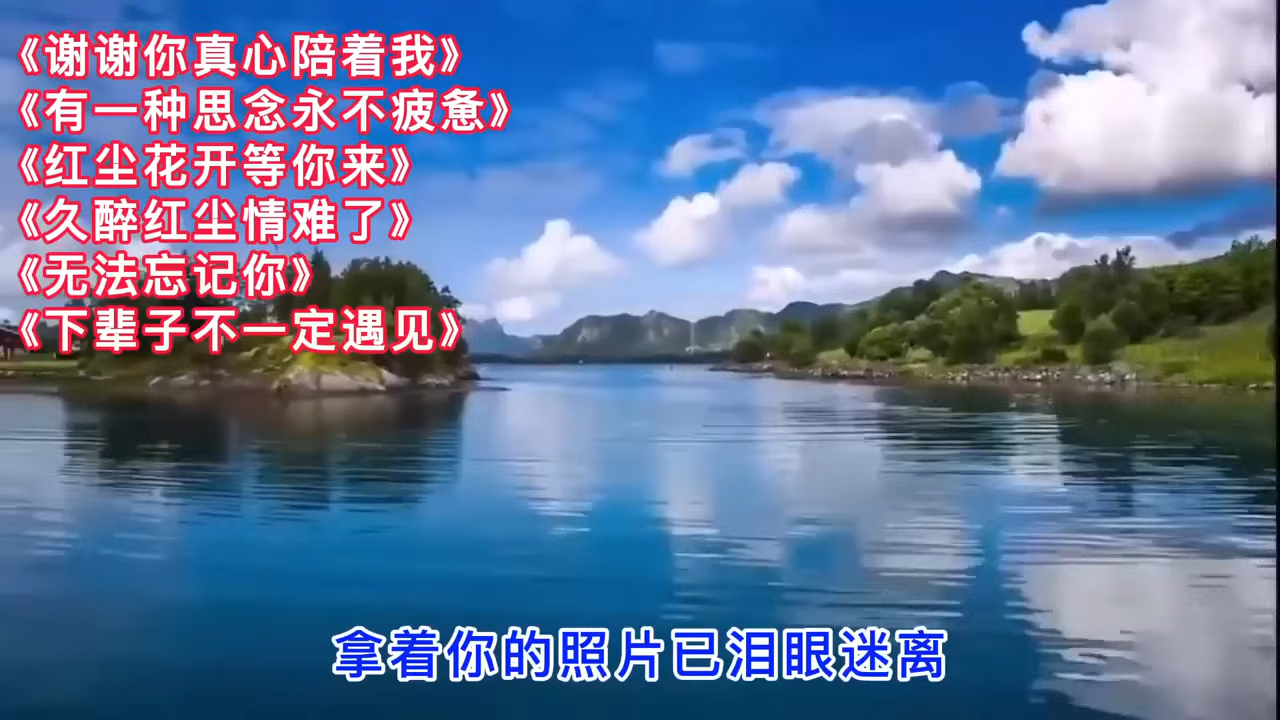 《谢谢你真心陪着我》
《有一种思念永不疲惫》
《红尘花开等你来》
《久醉红尘情难了》
《无法忘记你》
《下辈子不一定遇见》
拿着你的照片已泪眼迷离